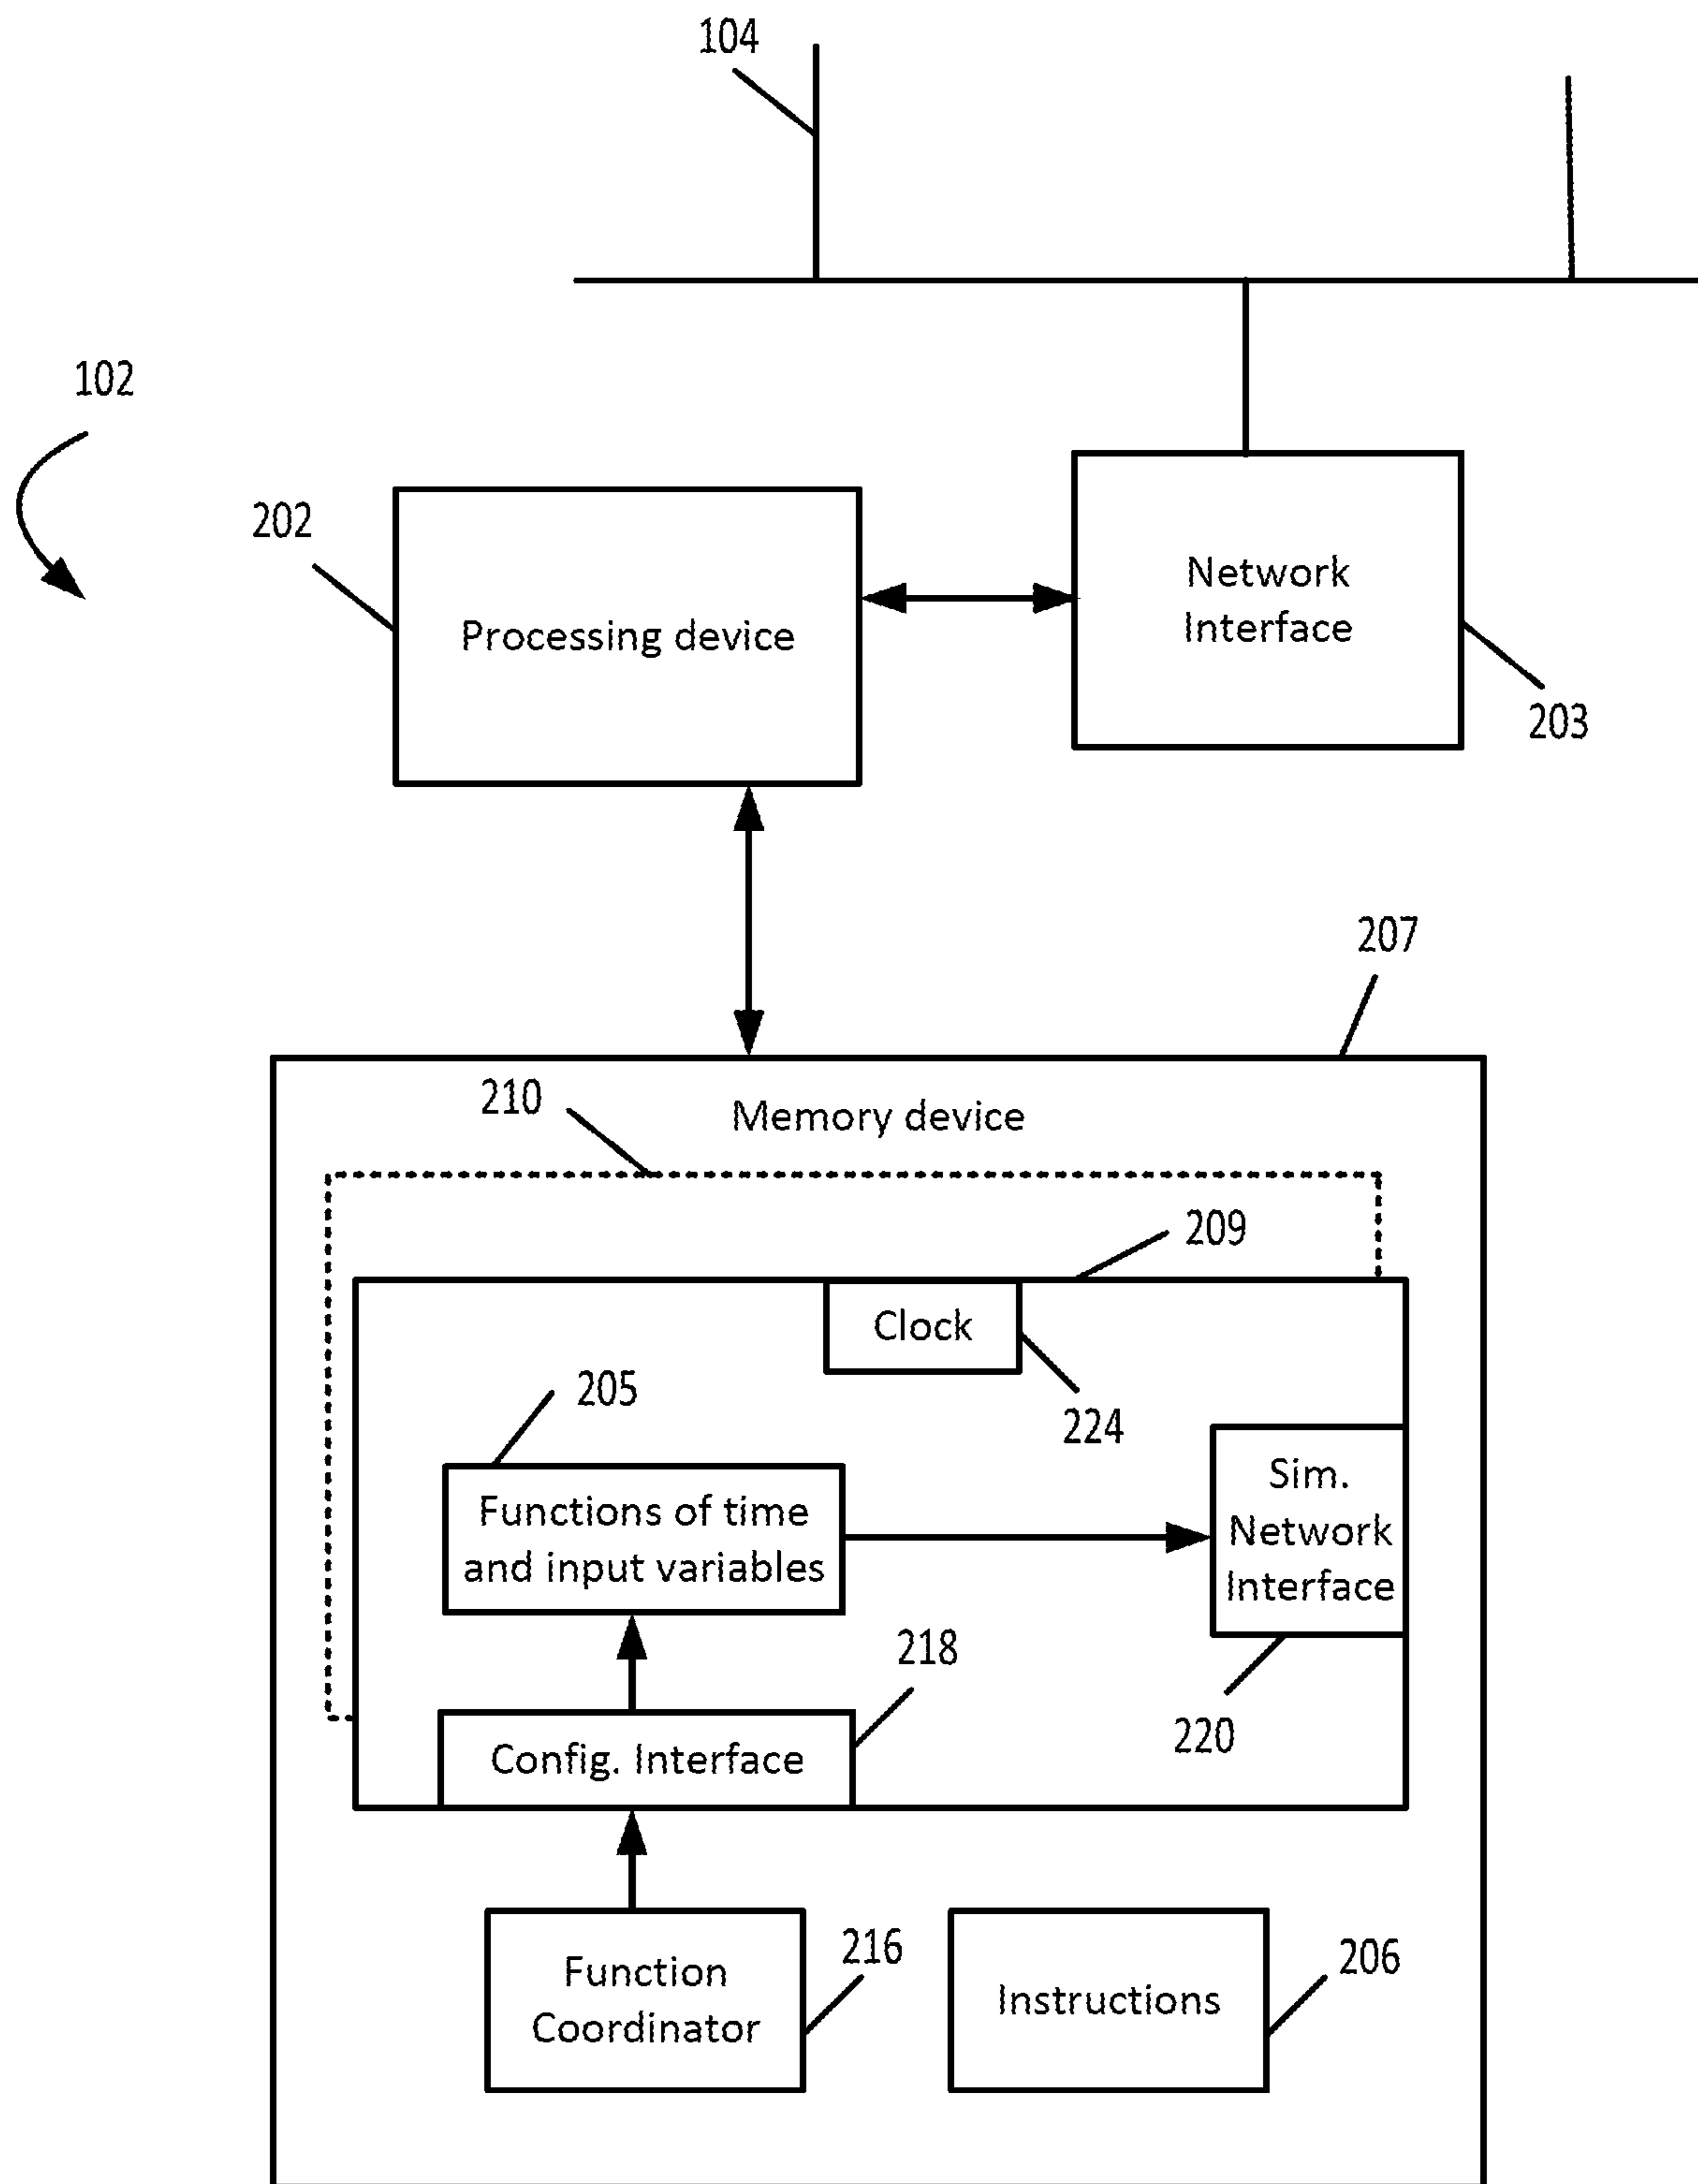 104
102
202
Processing device
Network
Interface
203
207
210
Memory device
209
Clock
224
205
Functions of time
and input variables
Sim.
Network
Interface
218
220
Config. Interface
Function
Coordinator
216
Instructions
206